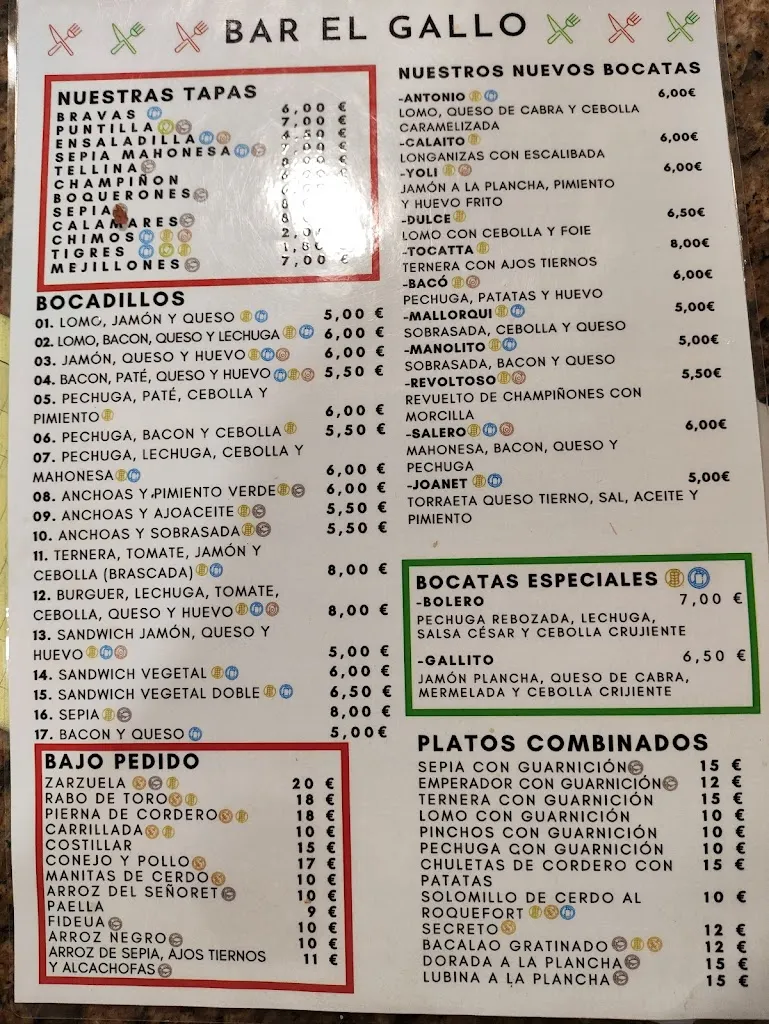 BAR EL GALLO
NUESTRAS TAPAS
BRAVAS 6,00 €
PUNTILLA 7,00 €
ENSALADILLA 4,50 €
SEPIA MAHONESA 7,00 €
TELLINA €
CHAMPIÑON €
BOQUERONES €
SEPIA €
CALAMARES €
CHIMOS €
TIGRES 1,80 €
MEJILLONES 7,00 €
BOCADILLOS
01. LOMO, JAMÓN Y QUESO 5,00 €
02. LOMO, BACON, QUESO Y LECHUGA 6,00 €
03. JAMÓN, QUESO Y HUEVO 6,00 €
04. BACON, PATÉ, QUESO Y HUEVO 5,50 €
05. PECHUGA, PATÉ, CEBOLLA Y
PIMIENTO 6,00 €
06. PECHUGA, BACON Y CEBOLLA 5,50 €
07. PECHUGA, LECHUGA, CEBOLLA Y
MAHONESA 6,00 €
08. ANCHOAS Y PIMIENTO VERDE 6,00 €
09. ANCHOAS Y AJOACEITE 5,50 €
10. ANCHOAS Y SOBRASADA 5,50 €
11. TERNERA, TOMATE, JAMÓN Y
CEBOLLA (BRASCADA) 8,00 €
12. BURGUER, LECHUGA, TOMATE,
CEBOLLA, QUESO Y HUEVO 8,00 €
13. SANDWICH JAMÓN, QUESO Y
HUEVO 5,00 €
14. SANDWICH VEGETAL 6,00 €
15. SANDWICH VEGETAL DOBLE 6,50 €
16. SEPIA 8,00 €
17. BACON Y QUESO 5,00€
BAJO PEDIDO
ZARZUELA 20 €
RABO DE TORO 18 €
PIERNA DE CORDERO 18 €
CARRILLADA 10 €
COSTILLAR 15 €
CONEJO Y POLLO 17 €
MANITAS DE CERDO 10 €
ARROZ DEL SEÑORET 10 €
PAELLA 9 €
FIDEUA 10 €
ARROZ NEGRO 10 €
ARROZ DE SEPIA, AJOS TIERNOS 11 €
Y ALCACHOFAS
NUESTROS NUEVOS BOCATAS
-ANTONIO 6,00€
LOMO, QUESO DE CABRA Y CEBOLLA
CARAMELIZADA
-CALAITO 6,00€
LONGANIZAS CON ESCALIBADA
-YOLI 6,00€
JAMÓN A LA PLANCHA, PIMIENTO
Y HUEVO FRITO
-DULCE 6,50€
LOMO CON CEBOLLA Y FOIE
-TOCATTA 8,00€
TERNERA CON AJOS TIERNOS
-BACÓ 6,00€
PECHUGA, PATATAS Y HUEVO
-MALLORQUI 5,00€
SOBRASADA, CEBOLLA Y QUESO
-MANOLITO 5,00€
SOBRASADA, BACON Y QUESO
-REVOLTOSO 5,50€
REVUELTO DE CHAMPIÑONES CON
MORCILLA
-SALERO 6,00€
MAHONESA, BACON, QUESO Y
PECHUGA
-JOANET 5,00€
TORRAETA QUESO TIERNO, SAL, ACEITE Y
PIMIENTO
BOCATAS ESPECIALES
-BOLERO 7,00 €
PECHUGA REBOZADA, LECHUGA,
SALSA CÉSAR Y CEBOLLA CRUJIENTE
-GALLITO 6,50 €
JAMÓN PLANCHA, QUESO DE CABRA,
MERMELADA Y CEBOLLA CRIJIENTE
PLATOS COMBINADOS
SEPIA CON GUARNICIÓN 15 €
EMPERADOR CON GUARNICIÓN 12 €
TERNERA CON GUARNICIÓN 15 €
LOMO CON GUARNICIÓN 10 €
PINCHOS CON GUARNICIÓN 10 €
PECHUGA CON GUARNICIÓN 10 €
CHULETAS DE CORDERO CON 15 €
PATATAS
SOLOMILLO DE CERDO AL 10 €
ROQUEFORT
SECRETO 12 €
BACALAO GRATINADO 12 €
DORADA A LA PLANCHA 15 €
LUBINA A LA PLANCHA 15 €